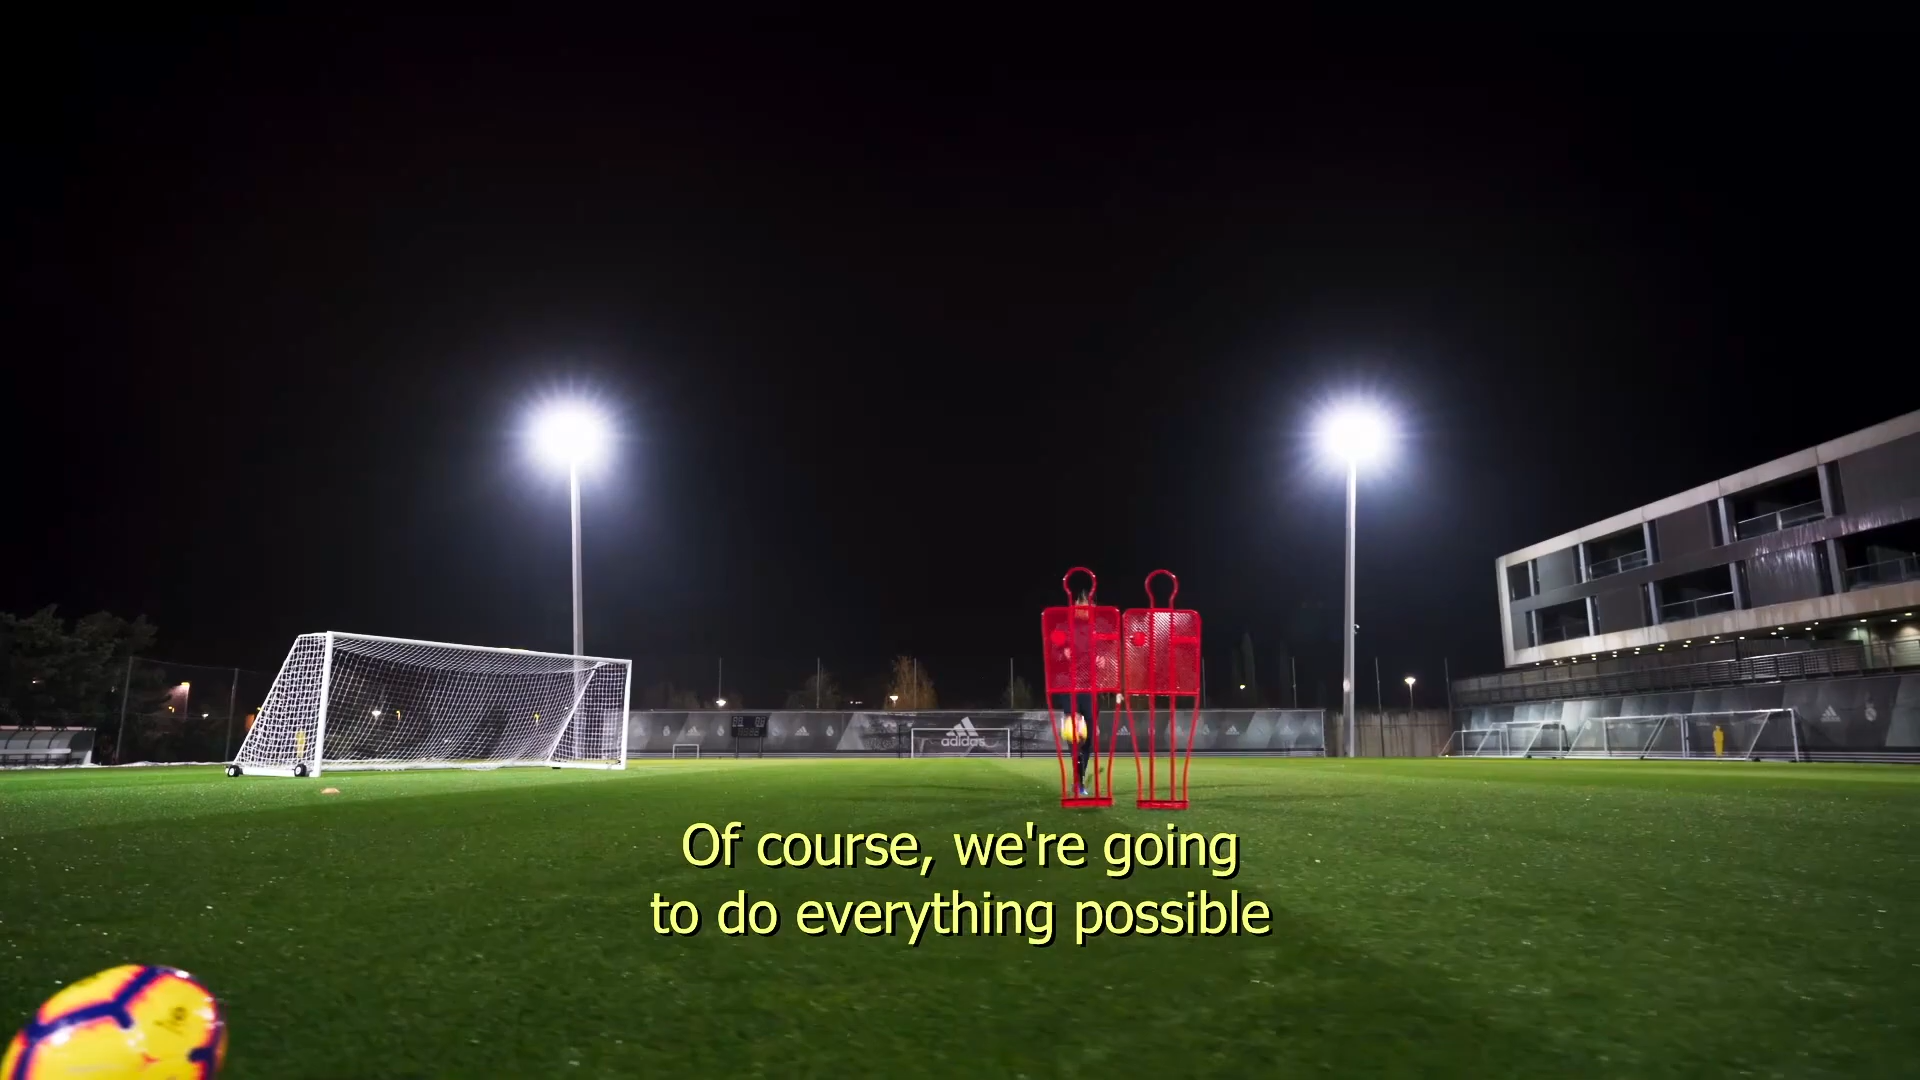 adidas
Of course, we're going
to do everything possible